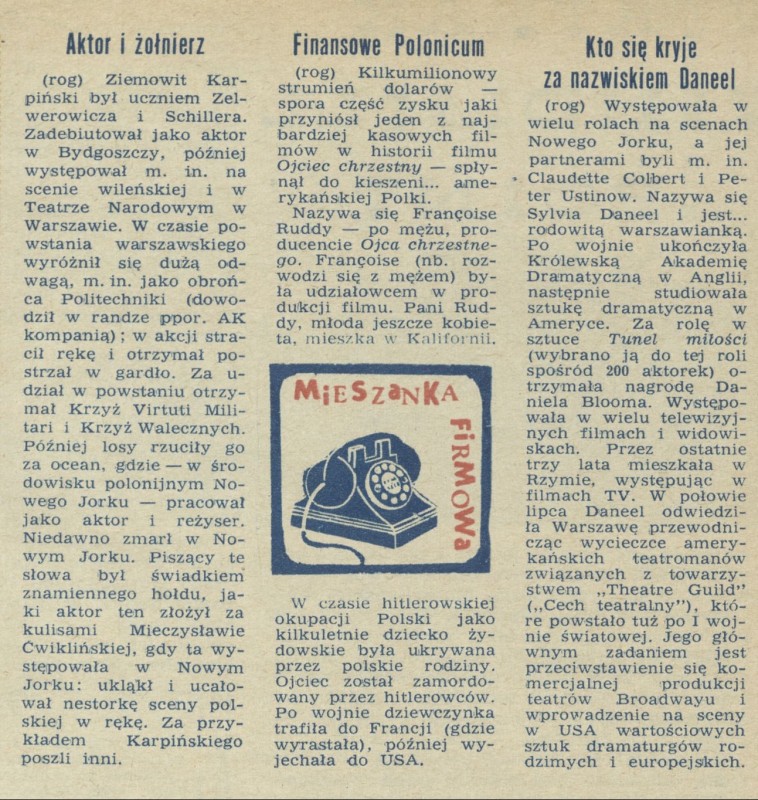 Aktor i żołnierz
(rog) Ziemowit Kar-
piński był uczniem Zel-
werowicza i Schillera.
Zadebiutował jako aktor
w Bydgoszczy, później
występował m. in. na
scenie wileńskiej i w
Teatrze Narodowym w
Warszawie. W czasie po-
wstania warszawskiego
wyróżnił się dużą od-
wagą, m. in. jako obroń-
ca Politechniki (dowo-
dził w randze ppor. AK
kompanią); w akcji stra-
cił rękę i otrzymał po-
strzał w gardło. Za u-
dział w powstaniu otrzy-
mał Krzyż Virtuti Mili-
tari i Krzyż Walecznych.
Później losy rzuciły go
za ocean, gdzie — w śro-
dowisku polonijnym No-
wego Jorku — pracował
jako aktor i reżyser.
Niedawno zmarł w No-
wym Jorku. Piszący te
słowa był świadkiem
znamiennego hołdu, ja-
ki aktor ten złożył za
kulisami Mieczysławie
Ćwiklińskiej, gdy ta wy-
stępowała w Nowym
Jorku: ukląkł i ucało-
wał nestorkę sceny pol-
skiej w rękę. Za przy-
kładem Karpińskiego
poszli inni.
Finansowe Polonicum
(rog) Kilkumilionowy
strumień dolarów —
spora część zysku jaki
przyniósł jeden z naj-
bardziej kasowych fil-
mów w historii filmu
Ojciec chrzestny — spły-
nął do kieszeni... ame-
rykańskiej Polki.
Nazywa się Françoise
Ruddy — po mężu, pro-
ducencie Ojca chrzestne-
go. Françoise (nb. roz-
wodzi się z mężem) by-
ła udziałowcem w pro-
dukcji filmu. Pani Rud-
dy, młoda jeszcze kobie-
ta, mieszka w Kalifornii.
MIESZANKA
FIRMOWA
W czasie hitlerowskiej
okupacji Polski jako
kilkuletnie dziecko ży-
dowskie była ukrywana
przez polskie rodziny.
Ojciec został zamordo-
wany przez hitlerowców.
Po wojnie dziewczynka
trafiła do Francji (gdzie
wyrastała), później wy-
jechała do USA.
Kto się kryje
za nazwiskiem Daneel
(rog) Występowała w
wielu rolach na scenach
Nowego Jorku, a jej
partnerami byli m. in.
Claudette Colbert i Pe-
ter Ustinow. Nazywa się
Sylvia Daneel i jest...
rodowitą warszawianką.
Po wojnie ukończyła
Królewską Akademię
Dramatyczną w Anglii,
następnie studiowała
sztukę dramatyczną w
Ameryce. Za rolę w
sztuce Tunel miłości
(wybrano ją do tej roli
spośród 200 aktorek) o-
trzymała nagrodę Da-
niela Blooma. Występo-
wała w wielu telewizyj-
nych filmach i widowi-
skach. Przez ostatnie
trzy lata mieszkała w
Rzymie, występując w
filmach TV. W połowie
lipca Daneel odwiedzi-
ła Warszawę przewodni-
cząc wycieczce amery-
kańskich teatromanów
związanych z towarzy-
stwem „Theatre Guild”
(„Cech teatralny”), któ-
re powstało tuż po I woj-
nie światowej. Jego głó-
wnym zadaniem jest
przeciwstawienie się ko-
mercjalnej produkcji
teatrów Broadwayu i
wprowadzenie na sceny
w USA wartościowych
sztuk dramaturgów ro-
dzimych i europejskich.